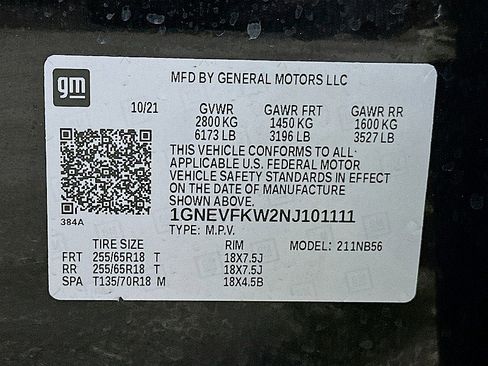 gm
MFD BY GENERAL MOTORS LLC
10/21 GVWR GAWR FRT GAWR RR
2800 KG 1450 KG 1600 KG
6173 LB 3196 LB 3527 LB
THIS VEHICLE CONFORMS TO ALL
APPLICABLE U.S. FEDERAL MOTOR
VEHICLE SAFETY STANDARDS IN EFFECT
ON THE DATE OF MANUFACTURE
SHOWN ABOVE.
384A
1GNEVFKW2NJ101111
TYPE: M.P.V.
TIRE SIZE RIM MODEL: 211NB56
FRT 255/65R18 T 18X7.5J
RR 255/65R18 T 18X7.5J
SPA T135/70R18 M 18X4.5B